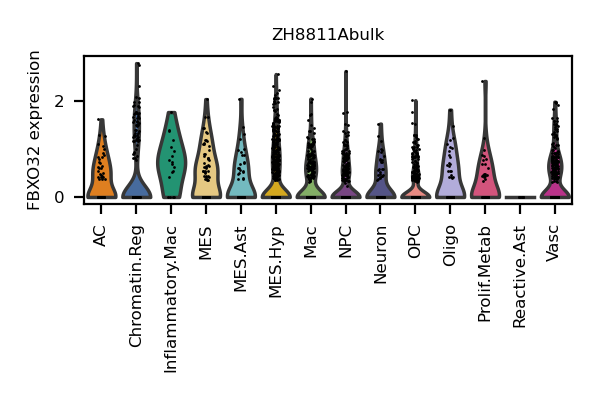 ZH8811Abulk
FBXO32 expression
2
0
AC
Chromatin.Reg
Inflammatory.Mac
MES
MES.Ast
MES.Hyp
Mac
NPC
Neuron
OPC
Oligo
Prolif.Metab
Reactive.Ast
Vasc